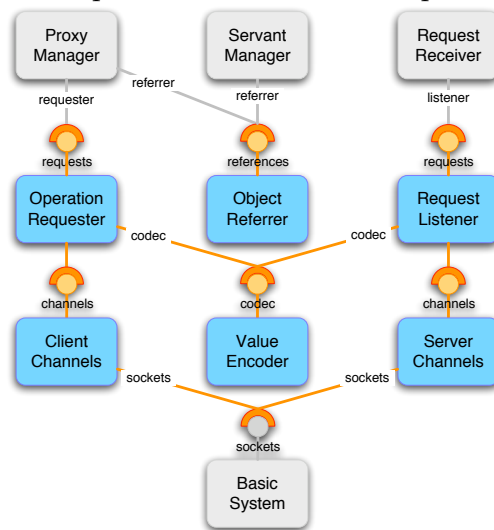 Proxy
Manager
Servant
Manager
Request
Receiver
requester
referrer
referrer
listener
requests
references
requests
Operation
Requester
Object
Referrer
Request
Listener
codec
codec
channels
codec
channels
Client
Channels
Value
Encoder
Server
Channels
sockets
sockets
sockets
Basic
System